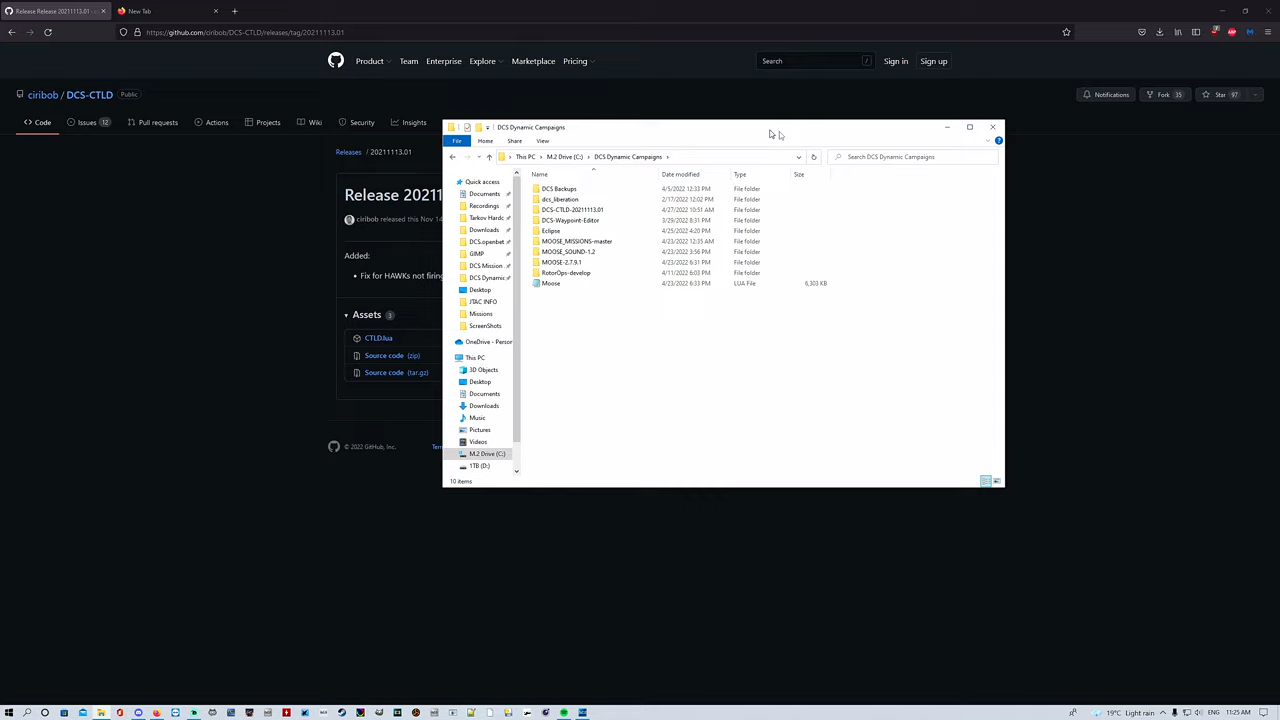 Release Release 20211113.01 -
New Tab
https://github.com/ciribob/DCS-CTLD/releases/tag/20211113.01
Product
Team
Enterprise
Explore
Marketplace
Pricing
Search
/
Sign in
Sign up
ciribob / DCS-CTLD
Public
Notifications
Fork 35
Star 97
Code
Issues 12
Pull requests
Actions
Projects
Wiki
Security
Insights
Releases / 20211113.01
Release 20211
ciribob released this Nov 14
Added:
Fix for HAWKs not firing
Assets 3
CTLD.lua
Source code (zip)
Source code (tar.gz)
© 2022 GitHub, Inc.
DCS Dynamic Campaigns
File
Home
Share
View
This PC
M.2 Drive (C:)
DCS Dynamic Campaigns
Search DCS Dynamic Campaigns
Name
Date modified
Type
Size
Quick access
Documents
Recordings
Tarkov Hardc
Downloads
DCS.openbet
GIMP
DCS Mission
DCS Dynamic
Desktop
JTAC INFO
Missions
ScreenShots
OneDrive - Person
This PC
3D Objects
Desktop
Documents
Downloads
Music
Pictures
Videos
M.2 Drive (C:)
1TB (D:)
DCS Backups 4/5/2022 12:33 PM File folder
dcs_liberation 2/17/2022 12:02 PM File folder
DCS-CTLD-20211113.01 4/27/2022 10:51 AM File folder
DCS-Waypoint-Editor 3/29/2022 8:31 PM File folder
Eclipse 4/25/2022 4:20 PM File folder
MOOSE_MISSIONS-master 4/23/2022 12:35 AM File folder
MOOSE_SOUND-1.2 4/23/2022 3:56 PM File folder
MOOSE-2.7.9.1 4/23/2022 6:31 PM File folder
RotorOps-develop 4/11/2022 6:03 PM File folder
Moose 4/23/2022 6:33 PM LUA File 6,303 KB
10 items
19°C Light rain
ENG
11:25 AM